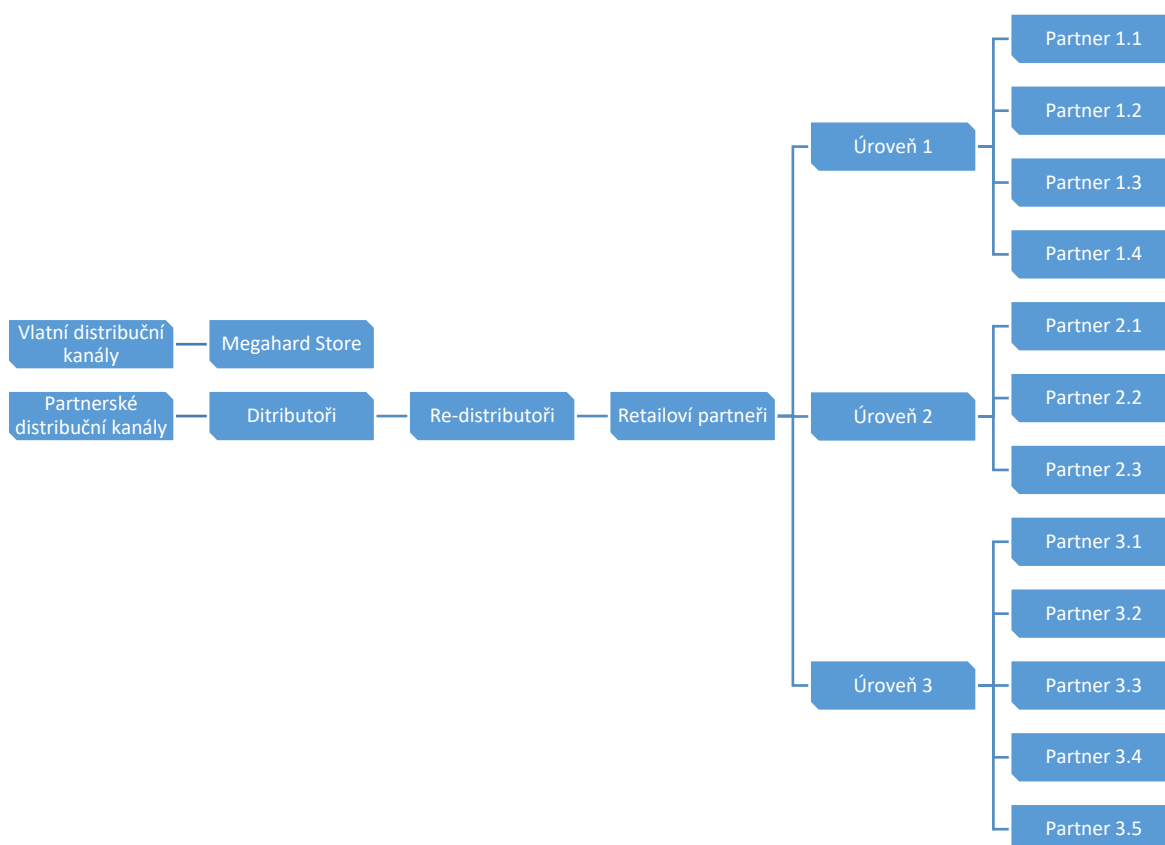 Vlatní distribuční
kanály
Megahard Store
Partnerské
distribuční kanály
Ditributoři
Re-distributoři
Retailoví partneři
Úroveň 1
Partner 1.1
Partner 1.2
Partner 1.3
Partner 1.4
Úroveň 2
Partner 2.1
Partner 2.2
Partner 2.3
Úroveň 3
Partner 3.1
Partner 3.2
Partner 3.3
Partner 3.4
Partner 3.5